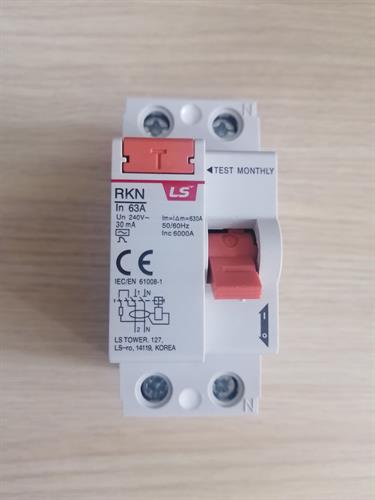 N
T
TEST MONTHLY
RKN
LS
In 63A
Un 240V~
30 mA
Im=I∆m=630A
50/60Hz
Inc 6000A
CE
IEC/EN 61008-1
1 N
2 N
I
O
LS TOWER, 127,
LS-ro, 14119, KOREA
N